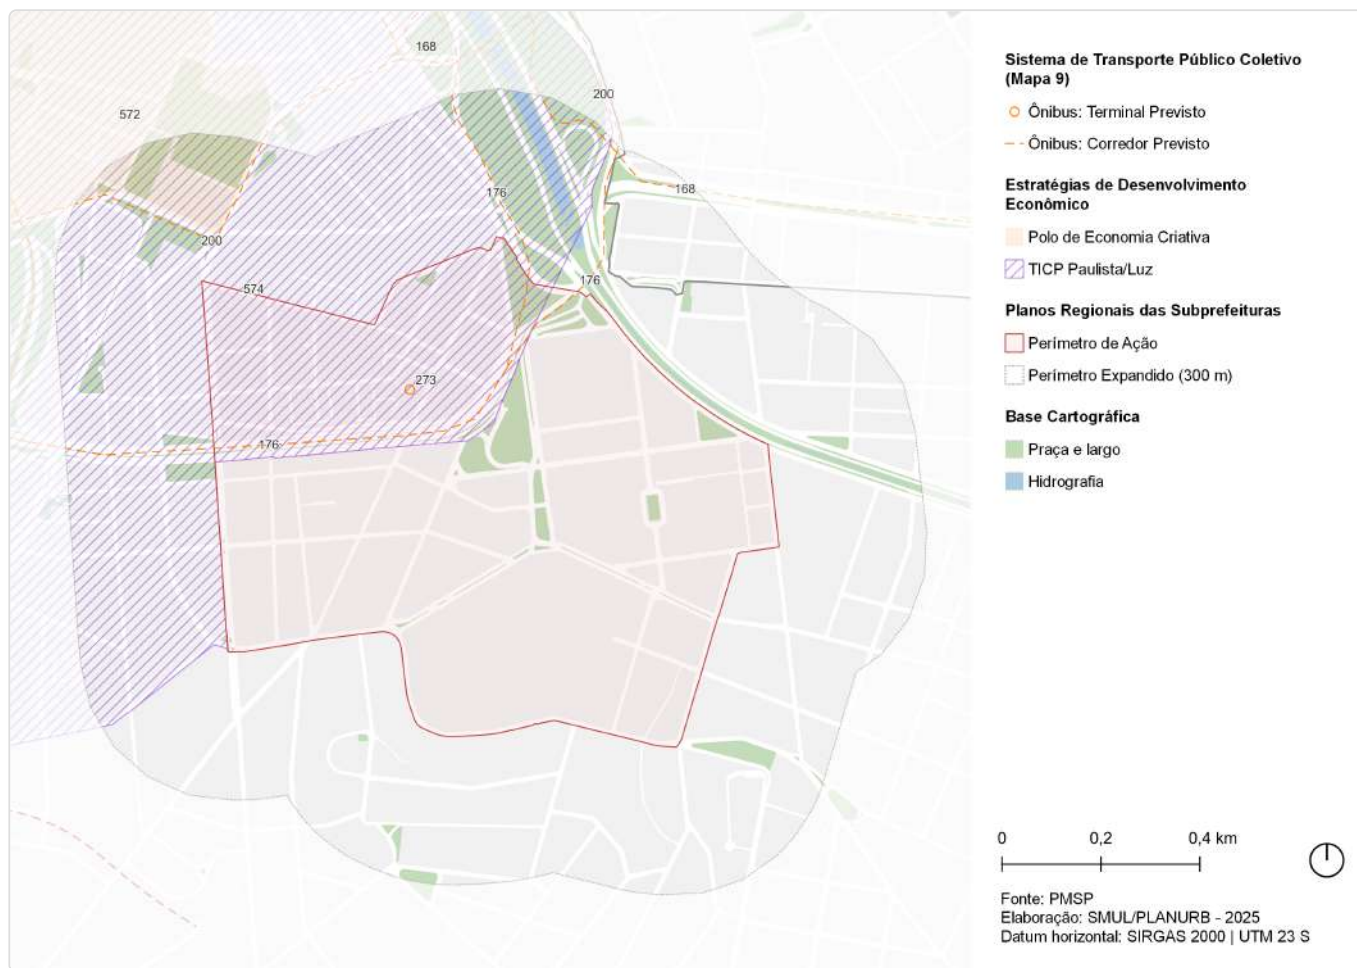 168
200
572
176
168
200
176
574
273
176
Sistema de Transporte Público Coletivo
(Mapa 9)
Ônibus: Terminal Previsto
Ônibus: Corredor Previsto
Estratégias de Desenvolvimento
Econômico
Polo de Economia Criativa
TICP Paulista/Luz
Planos Regionais das Subprefeituras
Perímetro de Ação
Perímetro Expandido (300 m)
Base Cartográfica
Praça e largo
Hidrografia
0 0,2 0,4 km
Fonte: PMSP
Elaboração: SMUL/PLANURB - 2025
Datum horizontal: SIRGAS 2000 | UTM 23 S